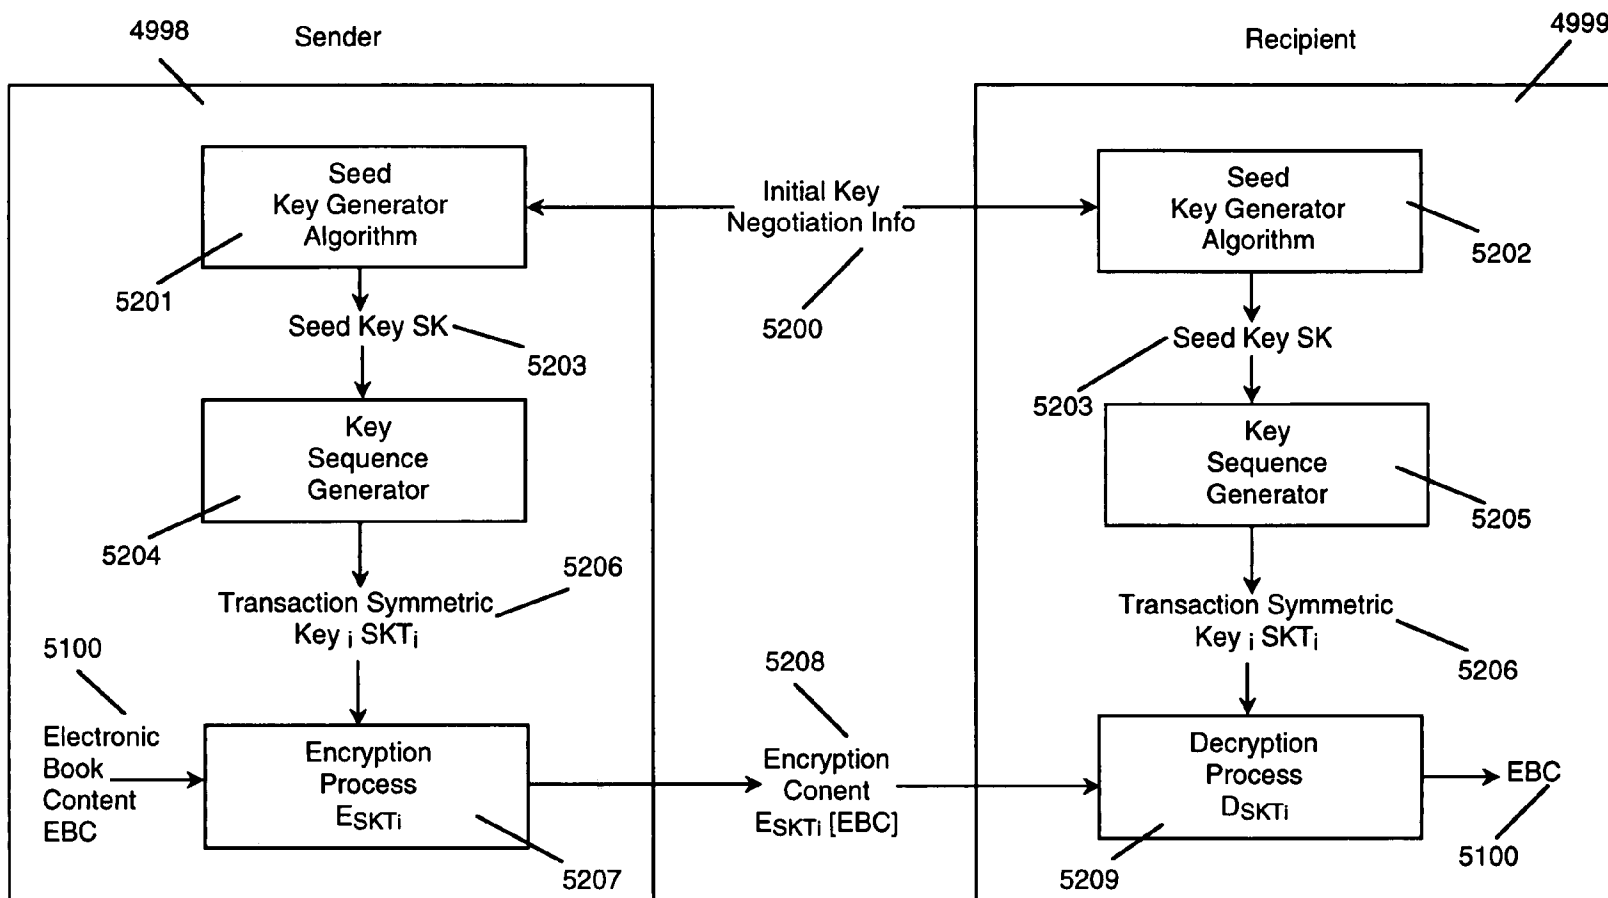 4998
Sender
Recipient
4999
Seed
Key Generator
Algorithm
5201
Initial Key
Negotiation Info
5200
Seed
Key Generator
Algorithm
5202
Seed Key SK
5203
Seed Key SK
5203
Key
Sequence
Generator
5204
Key
Sequence
Generator
5205
Transaction Symmetric
Key i SKTi
5206
Transaction Symmetric
Key i SKTi
5206
5100
Electronic
Book
Content
EBC
Encryption
Process
ESKTi
5207
5208
Encryption
Conent
ESKTi [EBC]
Decryption
Process
DSKTi
5209
EBC
5100